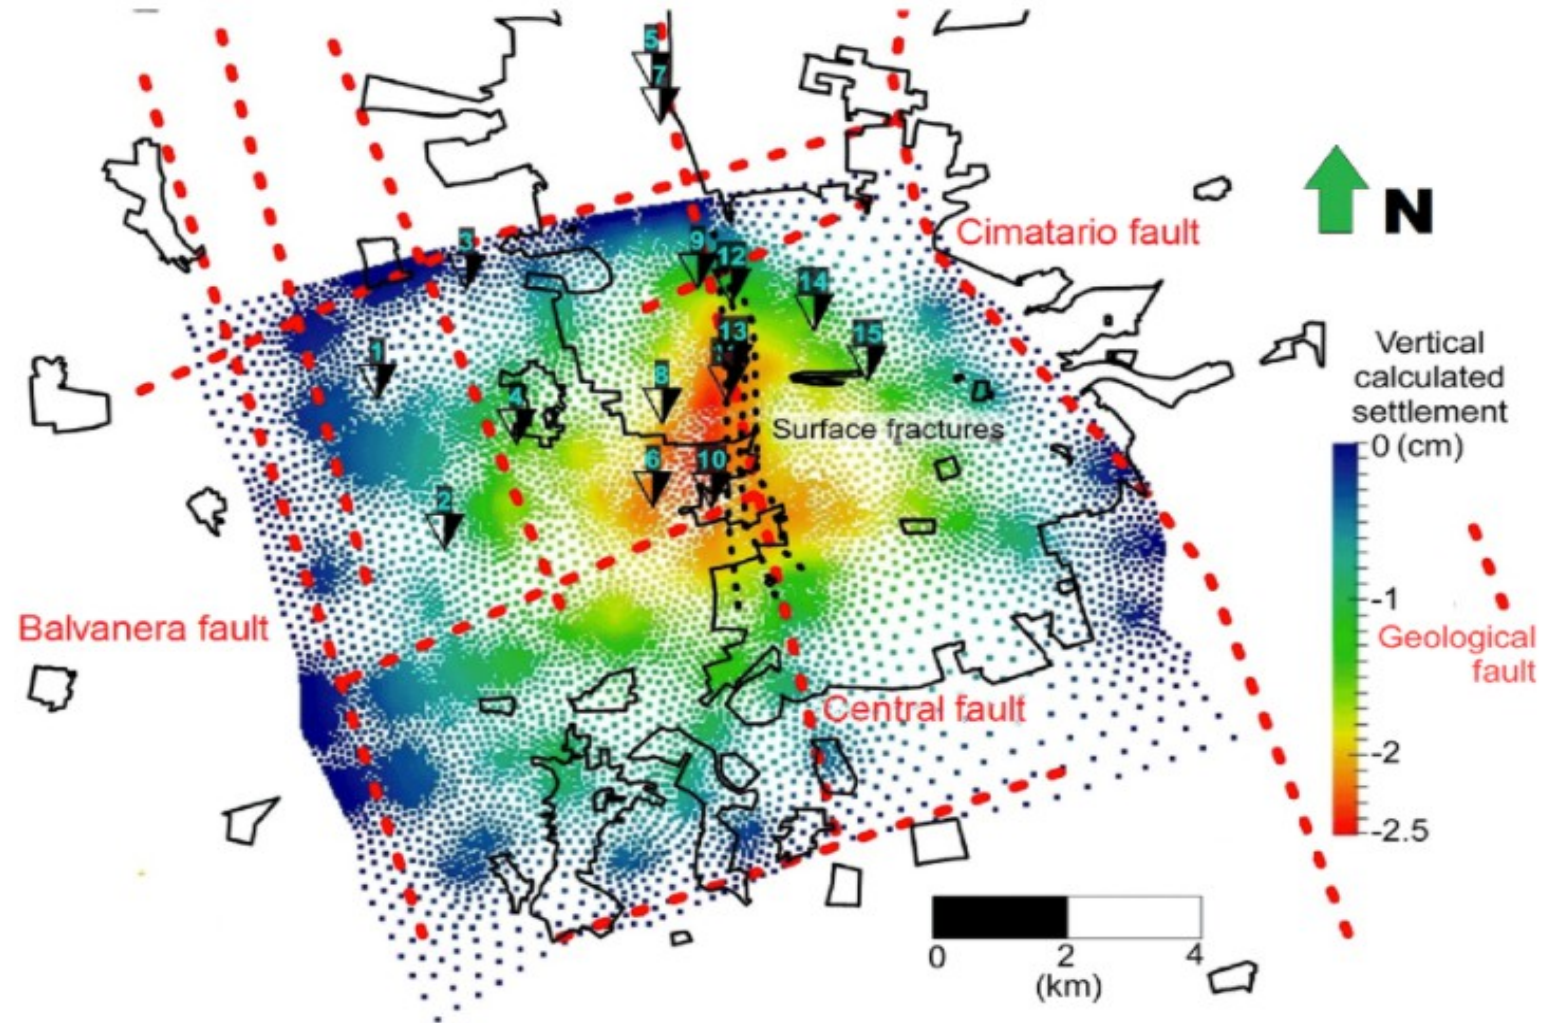 5
7
N
Cimatario fault
3
9
12
14
13
15
1
8
4
Vertical
calculated
settlement
0 (cm)
Surface fractures
6
10
2
-1
Balvanera fault
Geological
fault
Central fault
-2
-2.5
0
2
4
(km)